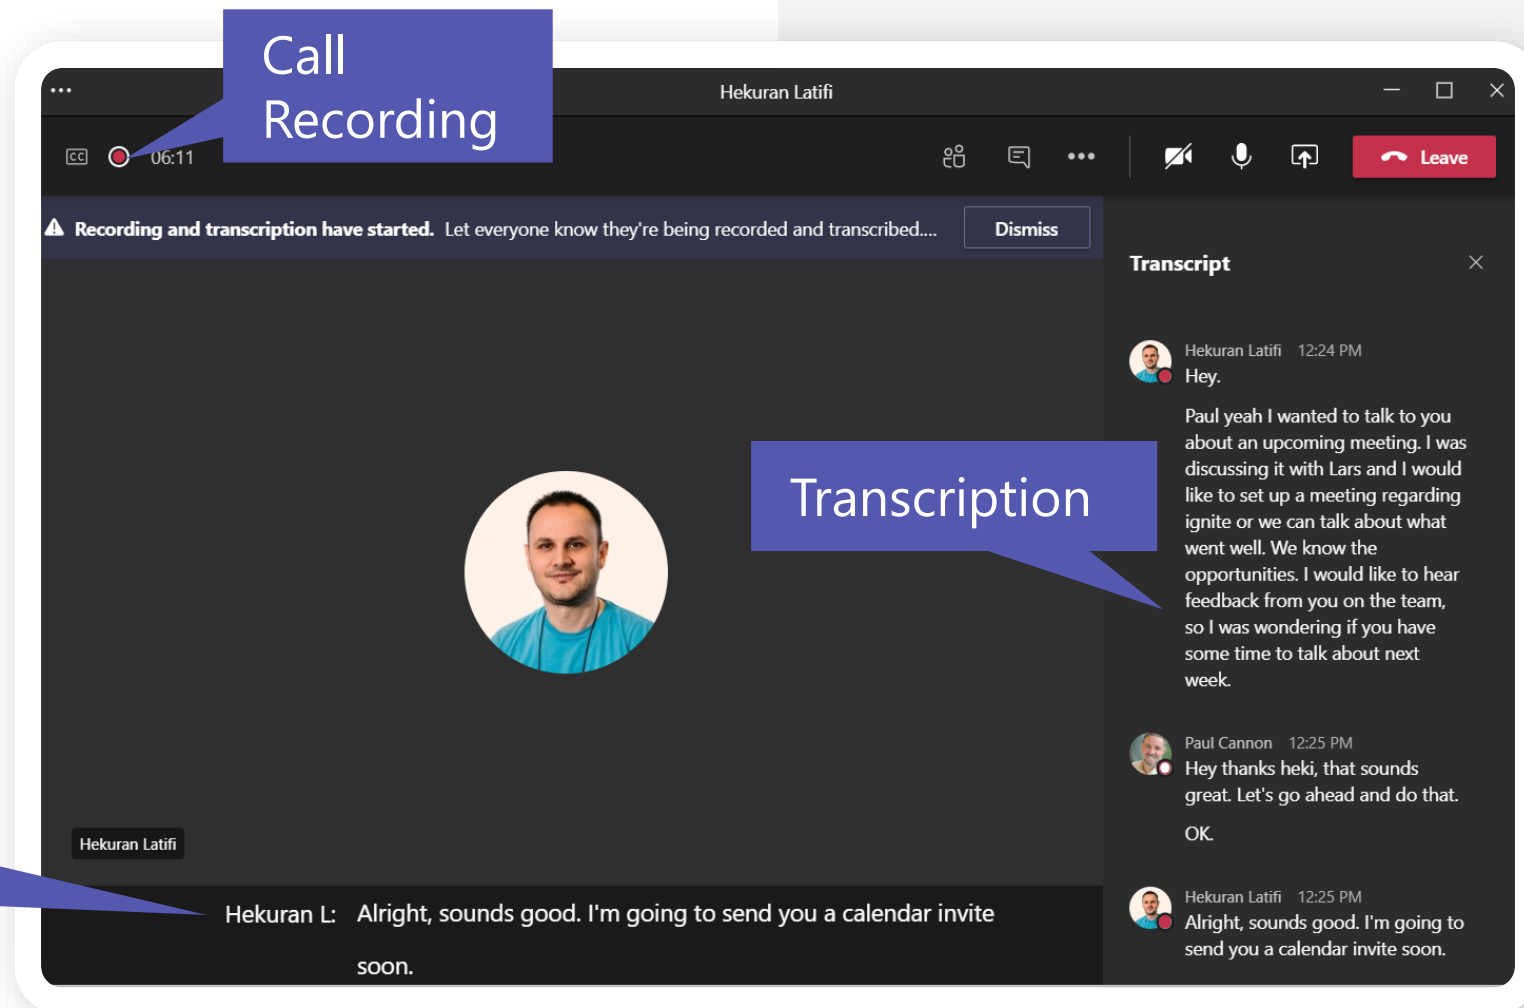 Call
Recording
Hekuran Latifi
CC
06:11
Leave
Recording and transcription have started. Let everyone know they're being recorded and transcribed....
Dismiss
Transcript
Hekuran Latifi 12:24 PM
Hey.
Paul yeah I wanted to talk to you
about an upcoming meeting. I was
discussing it with Lars and I would
like to set up a meeting regarding
ignite or we can talk about what
went well. We know the
opportunities. I would like to hear
feedback from you on the team,
so I was wondering if you have
some time to talk about next
week.
Transcription
Paul Cannon 12:25 PM
Hey thanks heki, that sounds
great. Let's go ahead and do that.
OK.
Hekuran Latifi 12:25 PM
Alright, sounds good. I'm going to
send you a calendar invite soon.
Hekuran Latifi
Hekuran L: Alright, sounds good. I'm going to send you a calendar invite
soon.